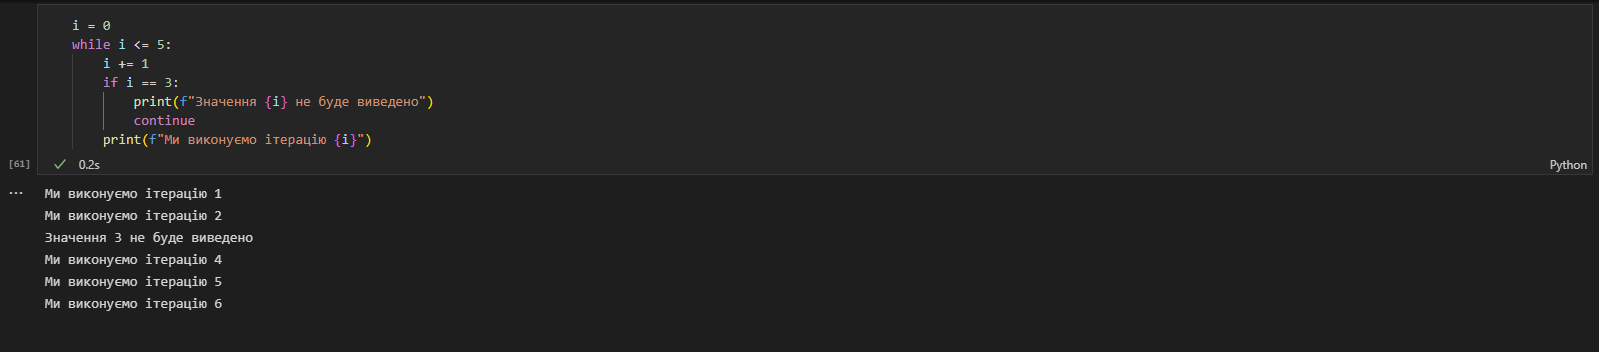 i = 0
while i <= 5:
    i += 1
    if i == 3:
        print(f"Значення {i} не буде виведено")
        continue
    print(f"Ми виконуємо ітерацію {i}")
[61] ✓ 0.2s Python
... Ми виконуємо ітерацію 1
Ми виконуємо ітерацію 2
Значення 3 не буде виведено
Ми виконуємо ітерацію 4
Ми виконуємо ітерацію 5
Ми виконуємо ітерацію 6